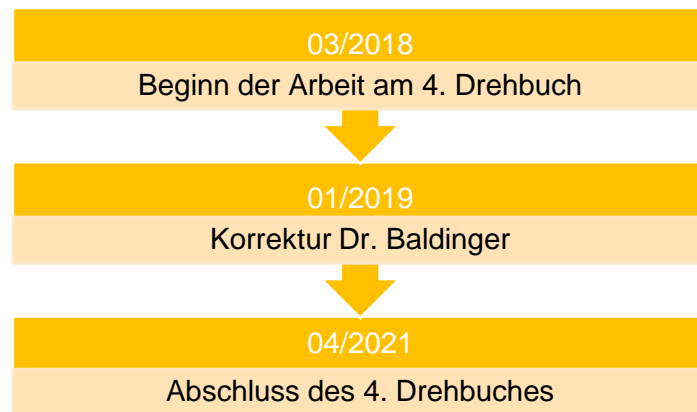 03/2018
Beginn der Arbeit am 4. Drehbuch
01/2019
Korrektur Dr. Baldinger
04/2021
Abschluss des 4. Drehbuches